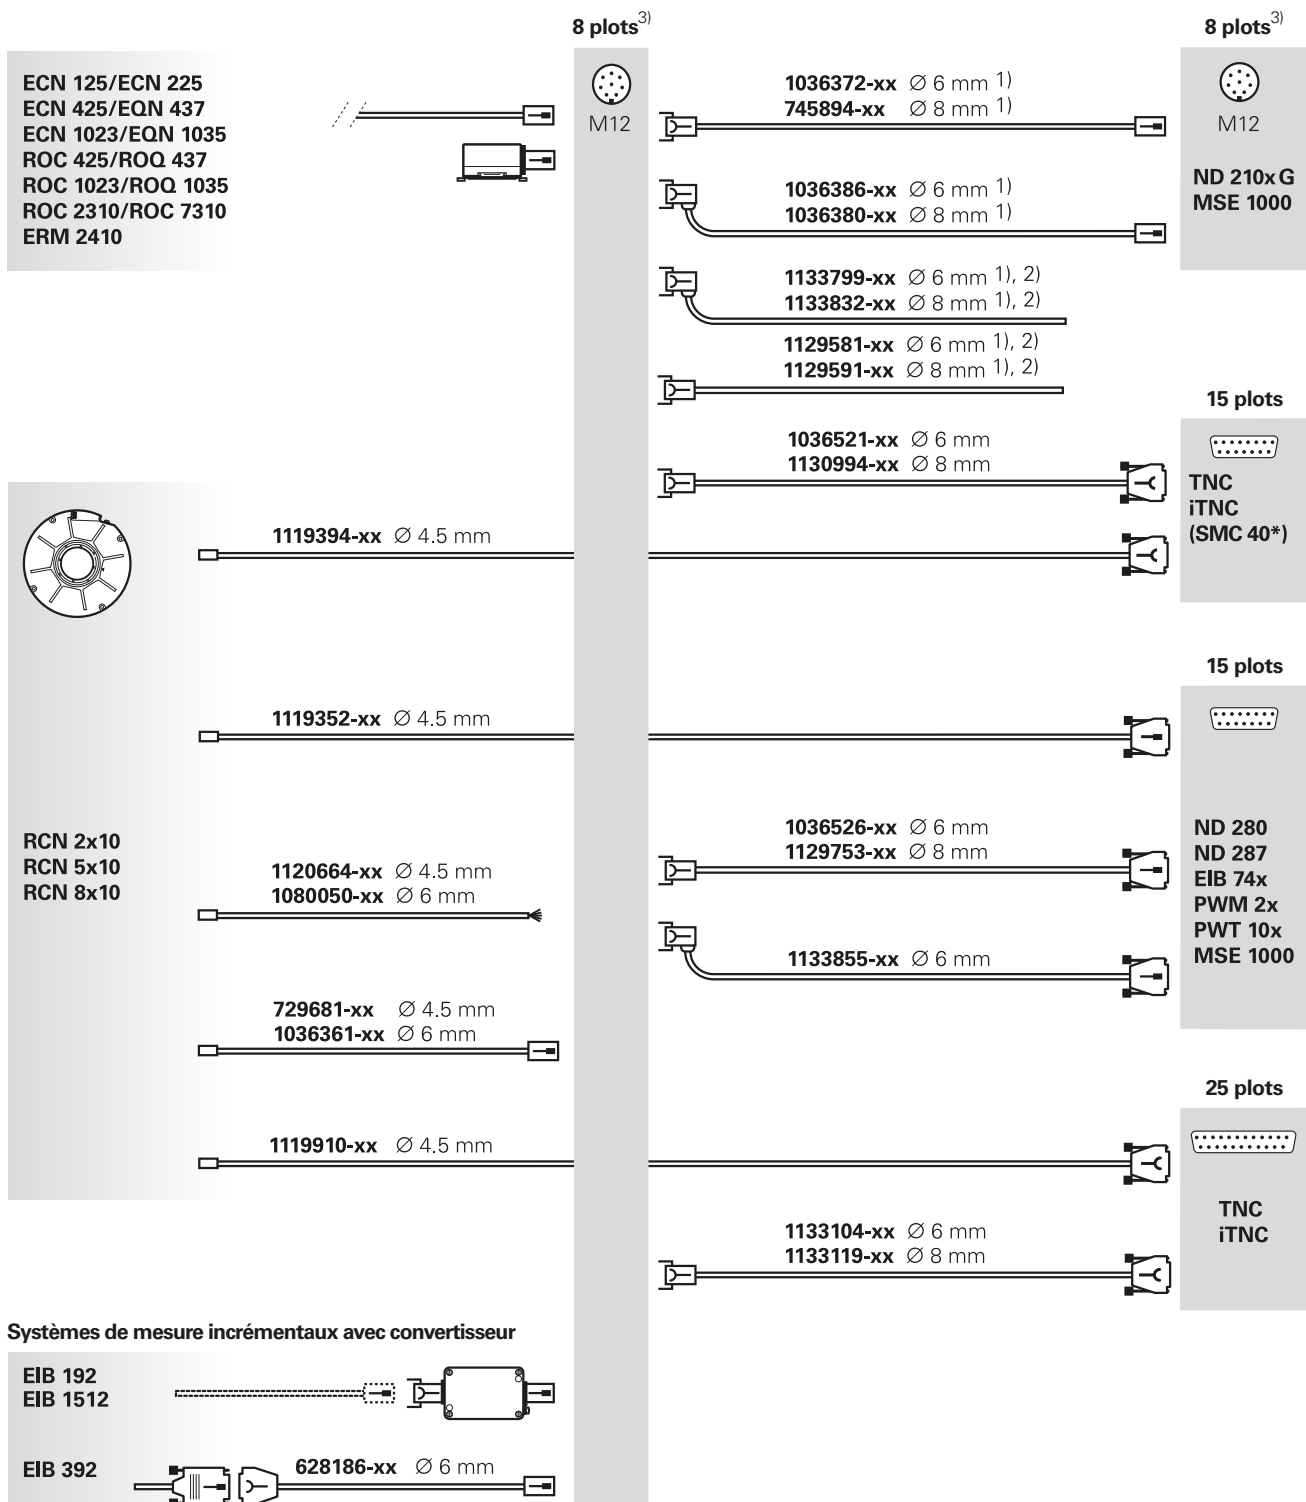 8 plots3)
8 plots3)
ECN 125/ECN 225
ECN 425/EQN 437
ECN 1023/EQN 1035
ROC 425/ROQ 437
ROC 1023/ROQ 1035
ROC 2310/ROC 7310
ERM 2410
M12
1036372-xx Ø 6 mm 1)
745894-xx Ø 8 mm 1)
M12
ND 210x G
MSE 1000
1036386-xx Ø 6 mm 1)
1036380-xx Ø 8 mm 1)
1133799-xx Ø 6 mm 1), 2)
1133832-xx Ø 8 mm 1), 2)
1129581-xx Ø 6 mm 1), 2)
1129591-xx Ø 8 mm 1), 2)
15 plots
1036521-xx Ø 6 mm
1130994-xx Ø 8 mm
TNC
iTNC
(SMC 40*)
1119394-xx Ø 4.5 mm
15 plots
1119352-xx Ø 4.5 mm
RCN 2x10
RCN 5x10
RCN 8x10
1036526-xx Ø 6 mm
1129753-xx Ø 8 mm
ND 280
ND 287
EIB 74x
PWM 2x
PWT 10x
MSE 1000
1120664-xx Ø 4.5 mm
1080050-xx Ø 6 mm
1133855-xx Ø 6 mm
729681-xx Ø 4.5 mm
1036361-xx Ø 6 mm
25 plots
1119910-xx Ø 4.5 mm
TNC
iTNC
1133104-xx Ø 6 mm
1133119-xx Ø 8 mm
Systèmes de mesure incrémentaux avec convertisseur
EIB 192
EIB 1512
EIB 392
628186-xx Ø 6 mm